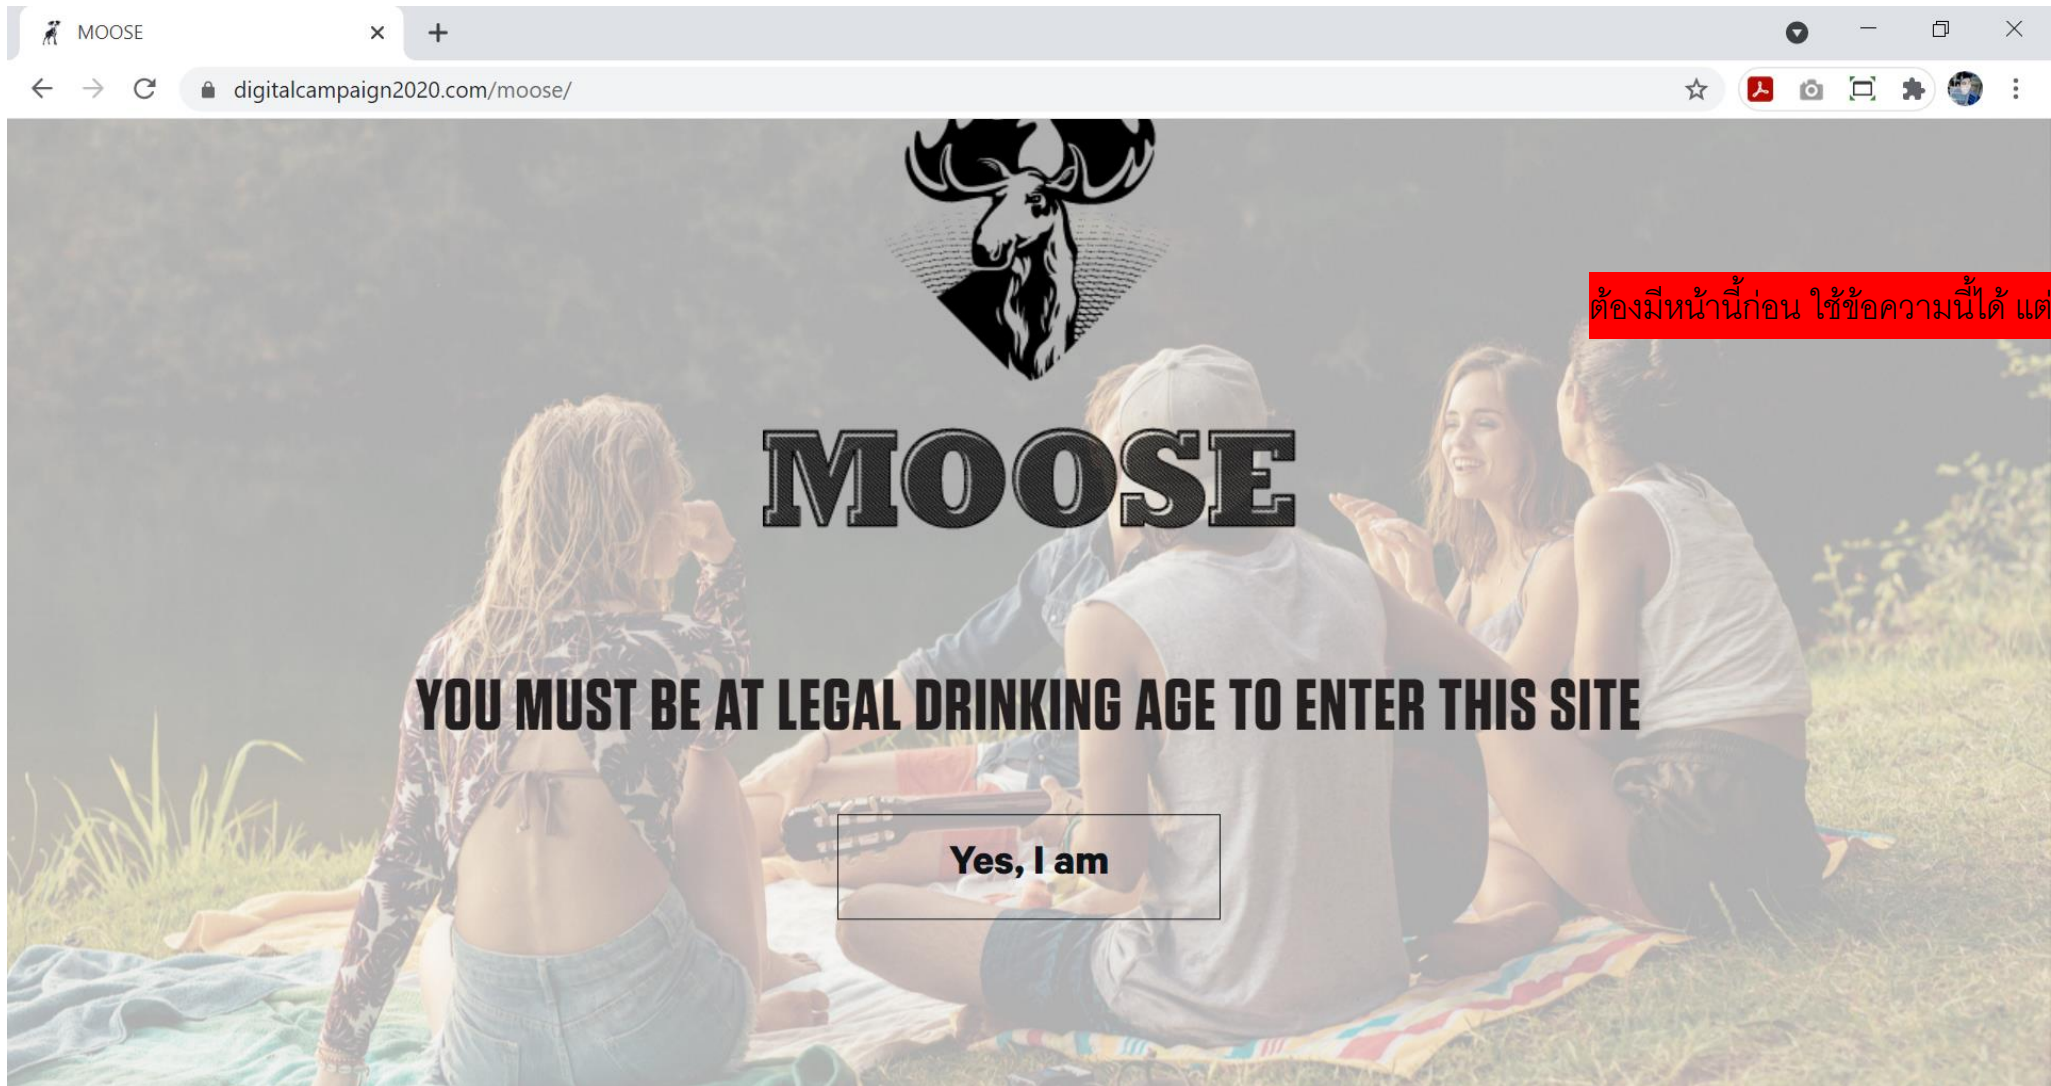 MOOSE
digitalcampaign2020.com/moose/
ต้องมีหน้านี้ก่อน ใช้ข้อความนี้ได้ แต่
MOOSE
YOU MUST BE AT LEGAL DRINKING AGE TO ENTER THIS SITE
Yes, I am